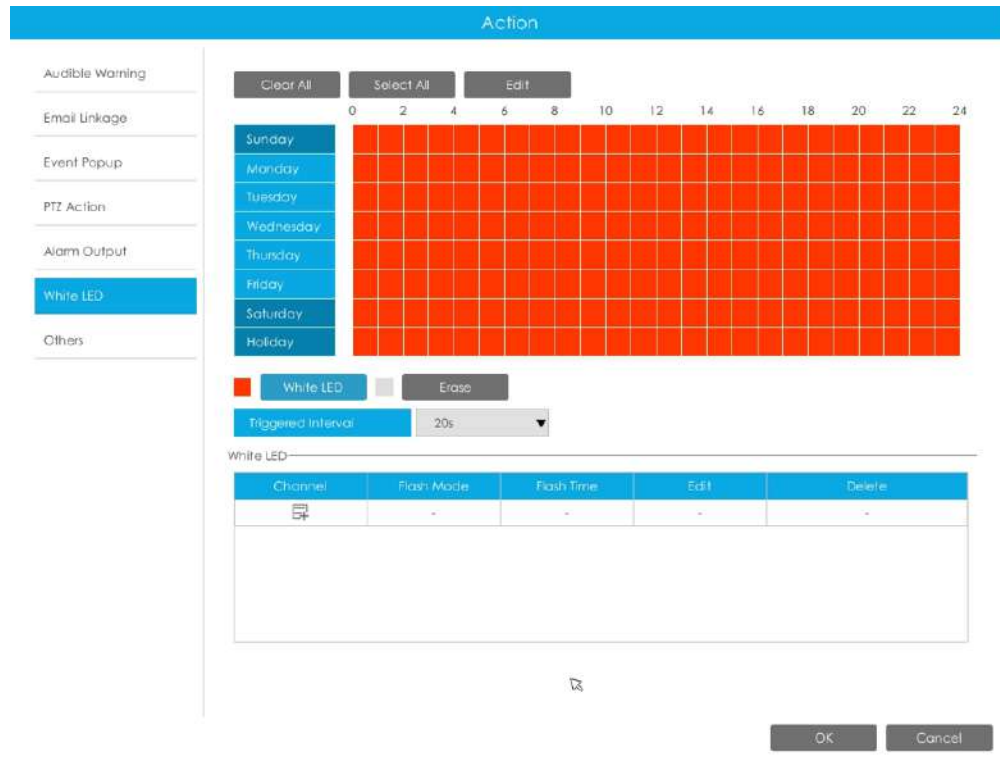 Action
Audible Warning
Email Linkage
Event Popup
PTZ Action
Alarm Output
White LED
Others
Clear All Select All Edit
0 2 4 6 8 10 12 14 16 18 20 22 24
Sunday
Monday
Tuesday
Wednesday
Thursday
Friday
Saturday
Holiday
White LED Erase
Triggered Interval 20s
White LED
Channel Flash Mode Flash Time Edit Delete
- - - -
OK Cancel